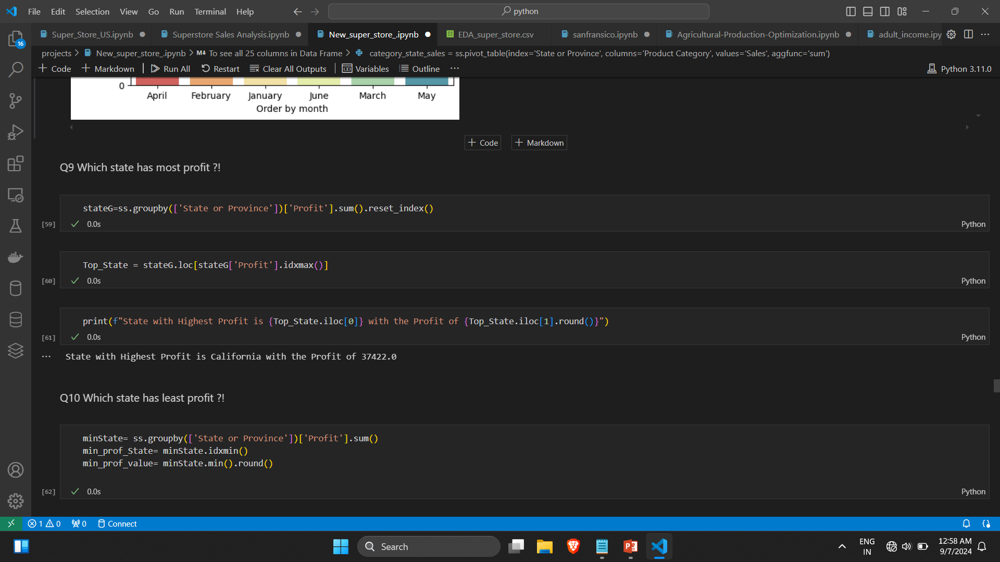 File Edit Selection View Go Run Terminal Help
python
Super_Store_US.ipynb Superstore Sales Analysis.ipynb New_super_store_.ipynb EDA_super_store.csv sanfransico.ipynb Agricultural-Production-Optimization.ipynb adult_income.ipy
16
projects > New_super_store_.ipynb > M↓ To see all 25 columns in Data Frame > category_state_sales = ss.pivot_table(index='State or Province', columns='Product Category', values='Sales', aggfunc='sum')
+ Code + Markdown | Run All Restart Clear All Outputs | Variables Outline ···
Python 3.11.0
0
April February January June March May
Order by month
+ Code + Markdown
Q9 Which state has most profit ?!
stateG=ss.groupby(['State or Province'])['Profit'].sum().reset_index()
[59] 0.0s Python
Top_State = stateG.loc[stateG['Profit'].idxmax()]
[60] 0.0s Python
print(f"State with Highest Profit is {Top_State.iloc[0]} with the Profit of {Top_State.iloc[1].round()}")
[61] 0.0s Python
··· State with Highest Profit is California with the Profit of 37422.0
Q10 Which state has least profit ?!
minState= ss.groupby(['State or Province'])['Profit'].sum()
min_prof_State= minState.idxmin()
min_prof_value= minState.min().round()
[62] 0.0s Python
1 0 0 Connect
Search
ENG
IN
12:58 AM
9/7/2024